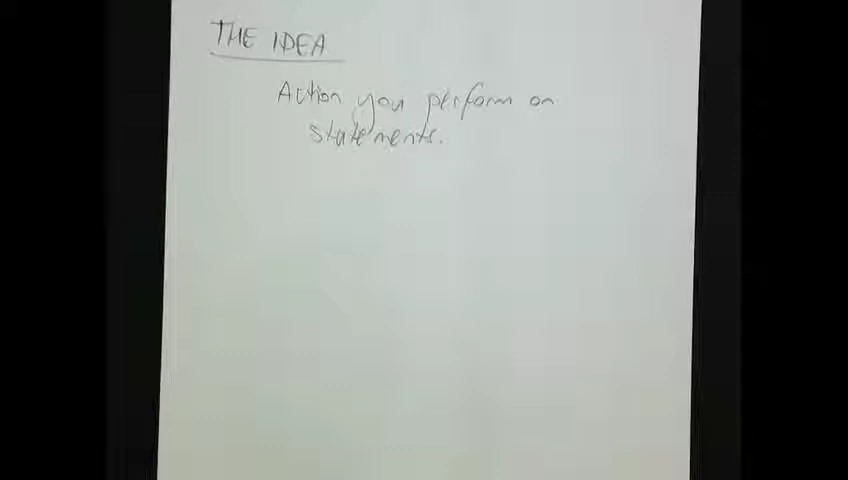 THE IDEA
Action you perform on
statements.